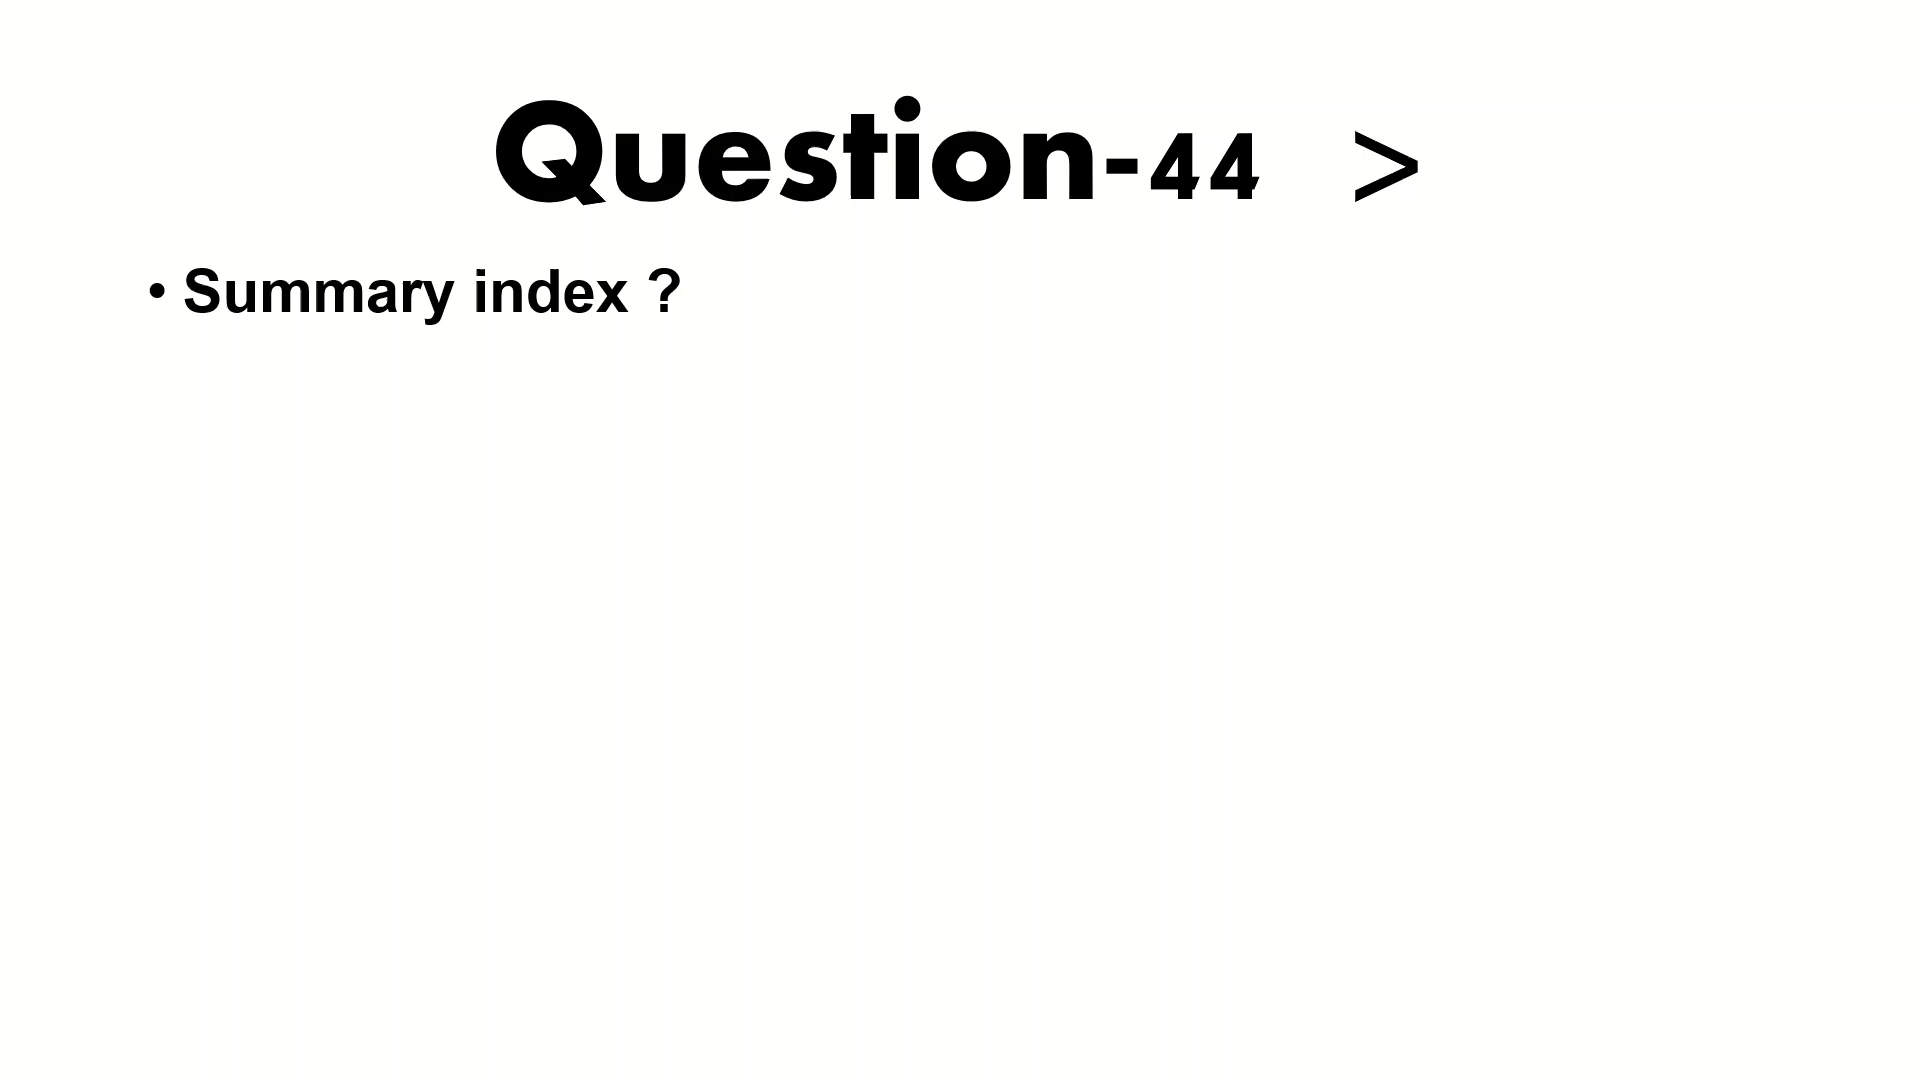 Question-44 >
• Summary index ?